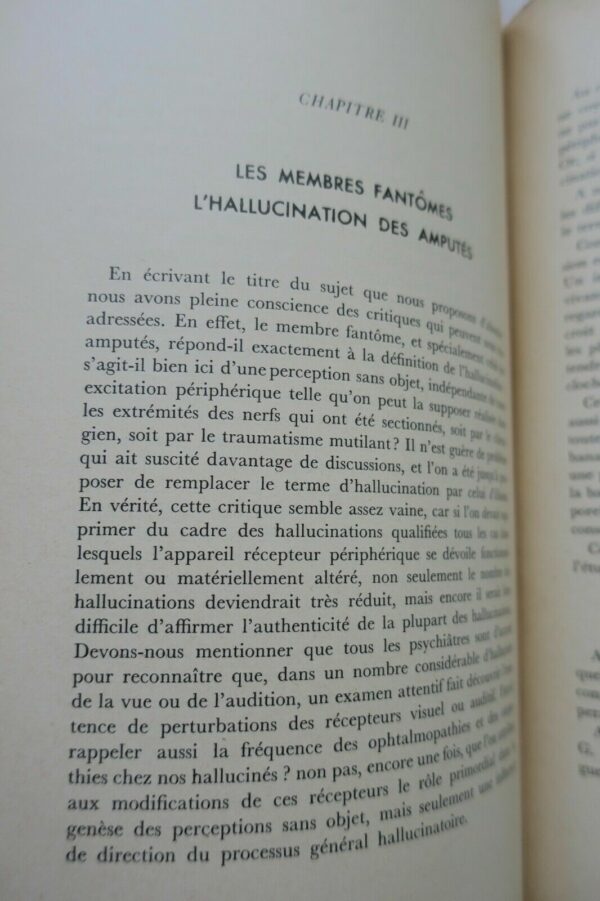 CHAPITRE III
LES MEMBRES FANTÔMES
L'HALLUCINATION DES AMPUTÉS
En écrivant le titre du sujet que nous proposons
nous avons pleine conscience des critiques qui peuvent
adressées. En effet, le membre fantôme, et spécialement
amputés, répond-il exactement à la définition de l'hallucination
s'agit-il bien ici d'une perception sans objet, indépendante de
excitation périphérique telle qu'on peut la supposer
les extrémités des nerfs qui ont été sectionnés, soit par le
gien, soit par le traumatisme mutilant? Il n'est guère de
qui ait suscité davantage de discussions, et l'on a été
poser de remplacer le terme d'hallucination par celui
En vérité, cette critique semble assez vaine, car si l'on
primer du cadre des hallucinations qualifiées tous les cas
lesquels l'appareil récepteur périphérique se dévoile
lement ou matériellement altéré, non seulement le nombre
hallucinations deviendrait très réduit, mais encore il serait
difficile d'affirmer l'authenticité de la plupart des hallucinations
Devons-nous mentionner que tous les psychiâtres sont
pour reconnaître que, dans un nombre considérable
de la vue ou de l'audition, un examen attentif fait découvrir
tence de perturbations des récepteurs visuel ou auditif.
rappeler aussi la fréquence des ophtalmopathies et des
thies chez nos hallucinés ? non pas, encore une fois, que l'on
aux modifications de ces récepteurs le rôle primordial dans
genèse des perceptions sans objet, mais seulement une
de direction du processus général hallucinatoire.